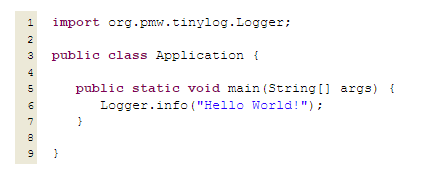 1 import org.pmw.tinylog.Logger;
2
3 public class Application {
4
5    public static void main(String[] args) {
6       Logger.info("Hello World!");
7    }
8
9 }